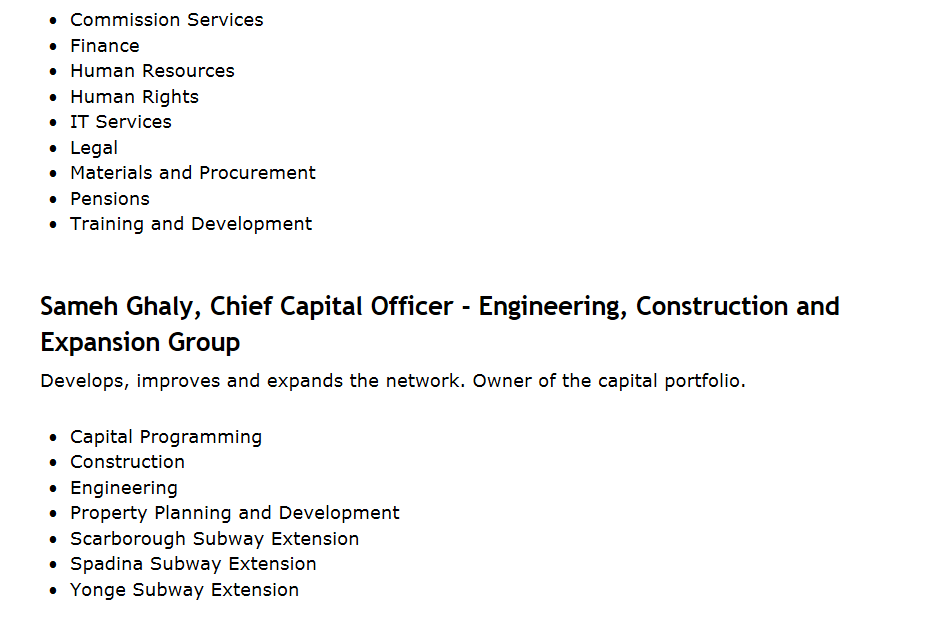 • Commission Services
• Finance
• Human Resources
• Human Rights
• IT Services
• Legal
• Materials and Procurement
• Pensions
• Training and Development
Sameh Ghaly, Chief Capital Officer - Engineering, Construction and
Expansion Group
Develops, improves and expands the network. Owner of the capital portfolio.
• Capital Programming
• Construction
• Engineering
• Property Planning and Development
• Scarborough Subway Extension
• Spadina Subway Extension
• Yonge Subway Extension